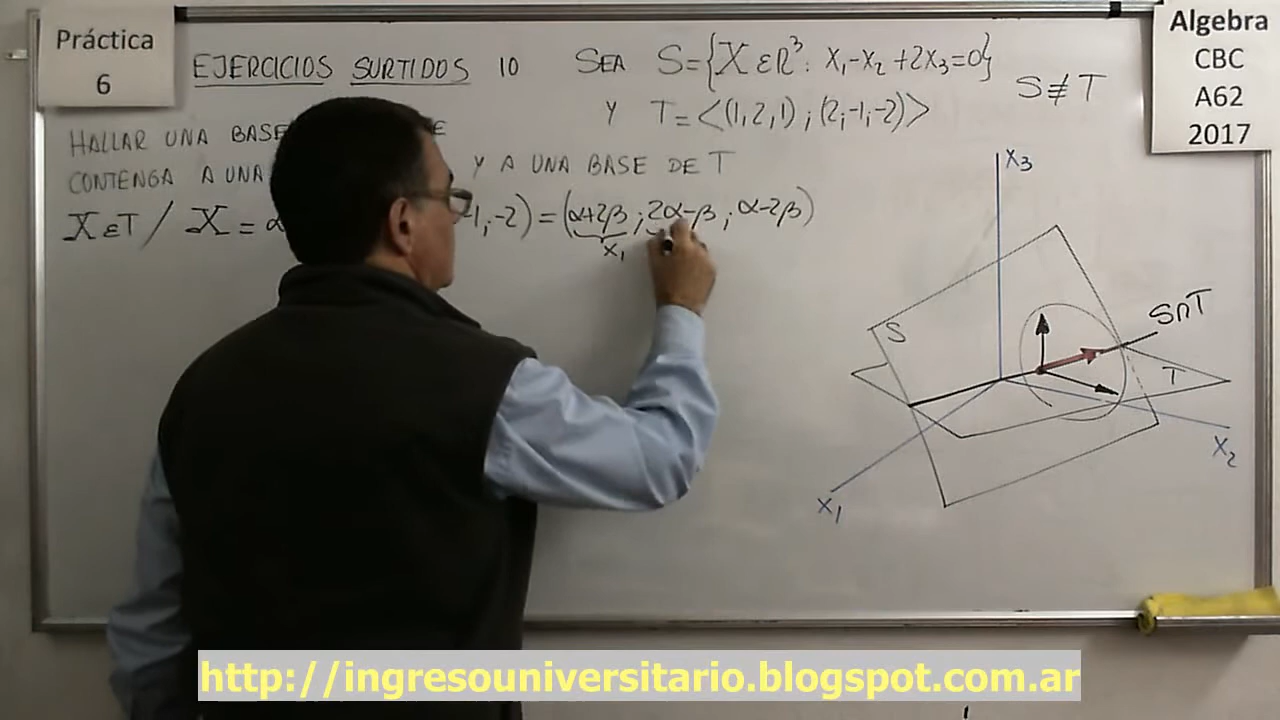 Práctica
6
EJERCICIOS SURTIDOS 10
SEA S={X∈ℝ³: x₁-x₂+2x₃=0}
Y T=<(1,2,1);(2,-1,-2)>
S≢T
Algebra
CBC
A62
2017
HALLAR UNA BASE
CONTENGA A UNA Y A UNA BASE DE T
X∈T / X=α -2)=(α+2β;2α-β;α-2β)
x₁
x₃
S
S∩T
T
x₂
x₁
http://ingresouniversitario.blogspot.com.ar